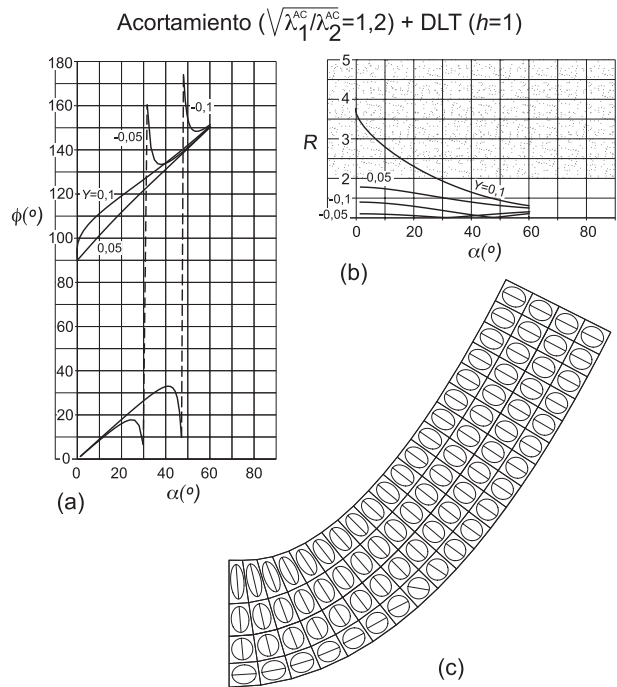 Acortamiento (√λ₁ᴬᶜ/λ₂ᴬᶜ=1,2) + DLT (h=1)
180
160
140
120
100
80
60
40
20
0
ϕ(º)
-0,1
-0,05
Y=0,1
0,05
0 20 40 60 80
α(º)
(a)
5
4
3
2
1
R
0,05
-0,1
-0,05
Y=0,1
0 20 40 60 80
α(º)
(b)
(c)